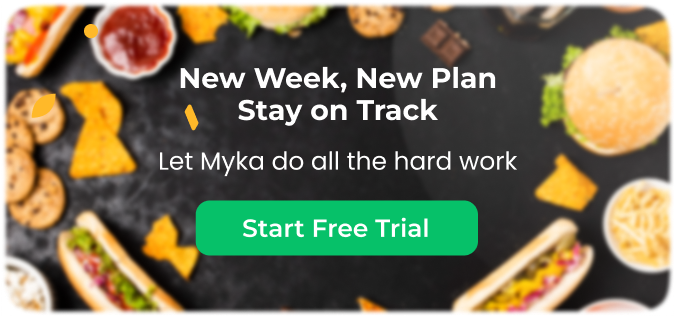 New Week, New Plan
Stay on Track
Let Myka do all the hard work
Start Free Trial